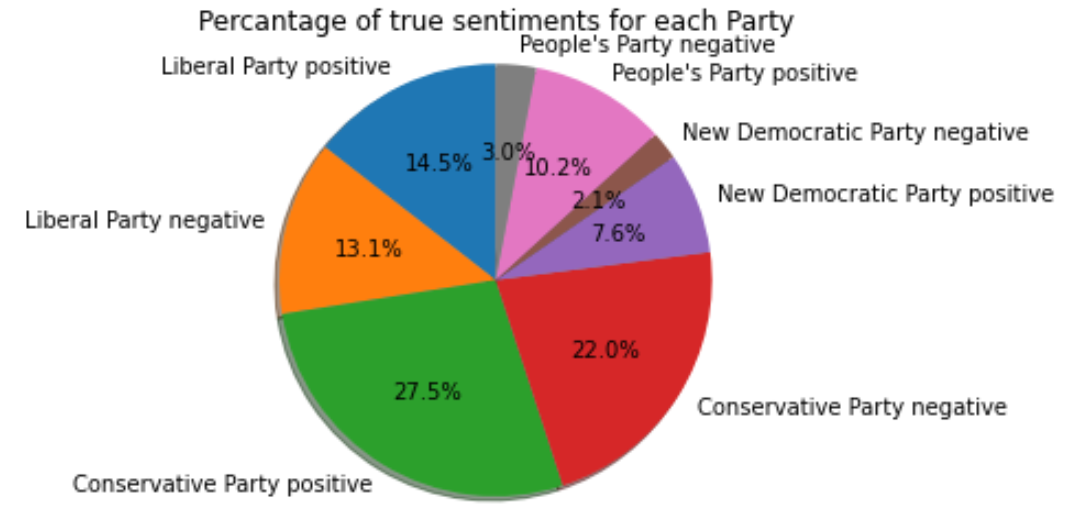 Percantage of true sentiments for each Party
People's Party negative
Liberal Party positive
People's Party positive
New Democratic Party negative
3.0%
14.5%
10.2%
New Democratic Party positive
2.1%
Liberal Party negative
7.6%
13.1%
22.0%
27.5%
Conservative Party negative
Conservative Party positive